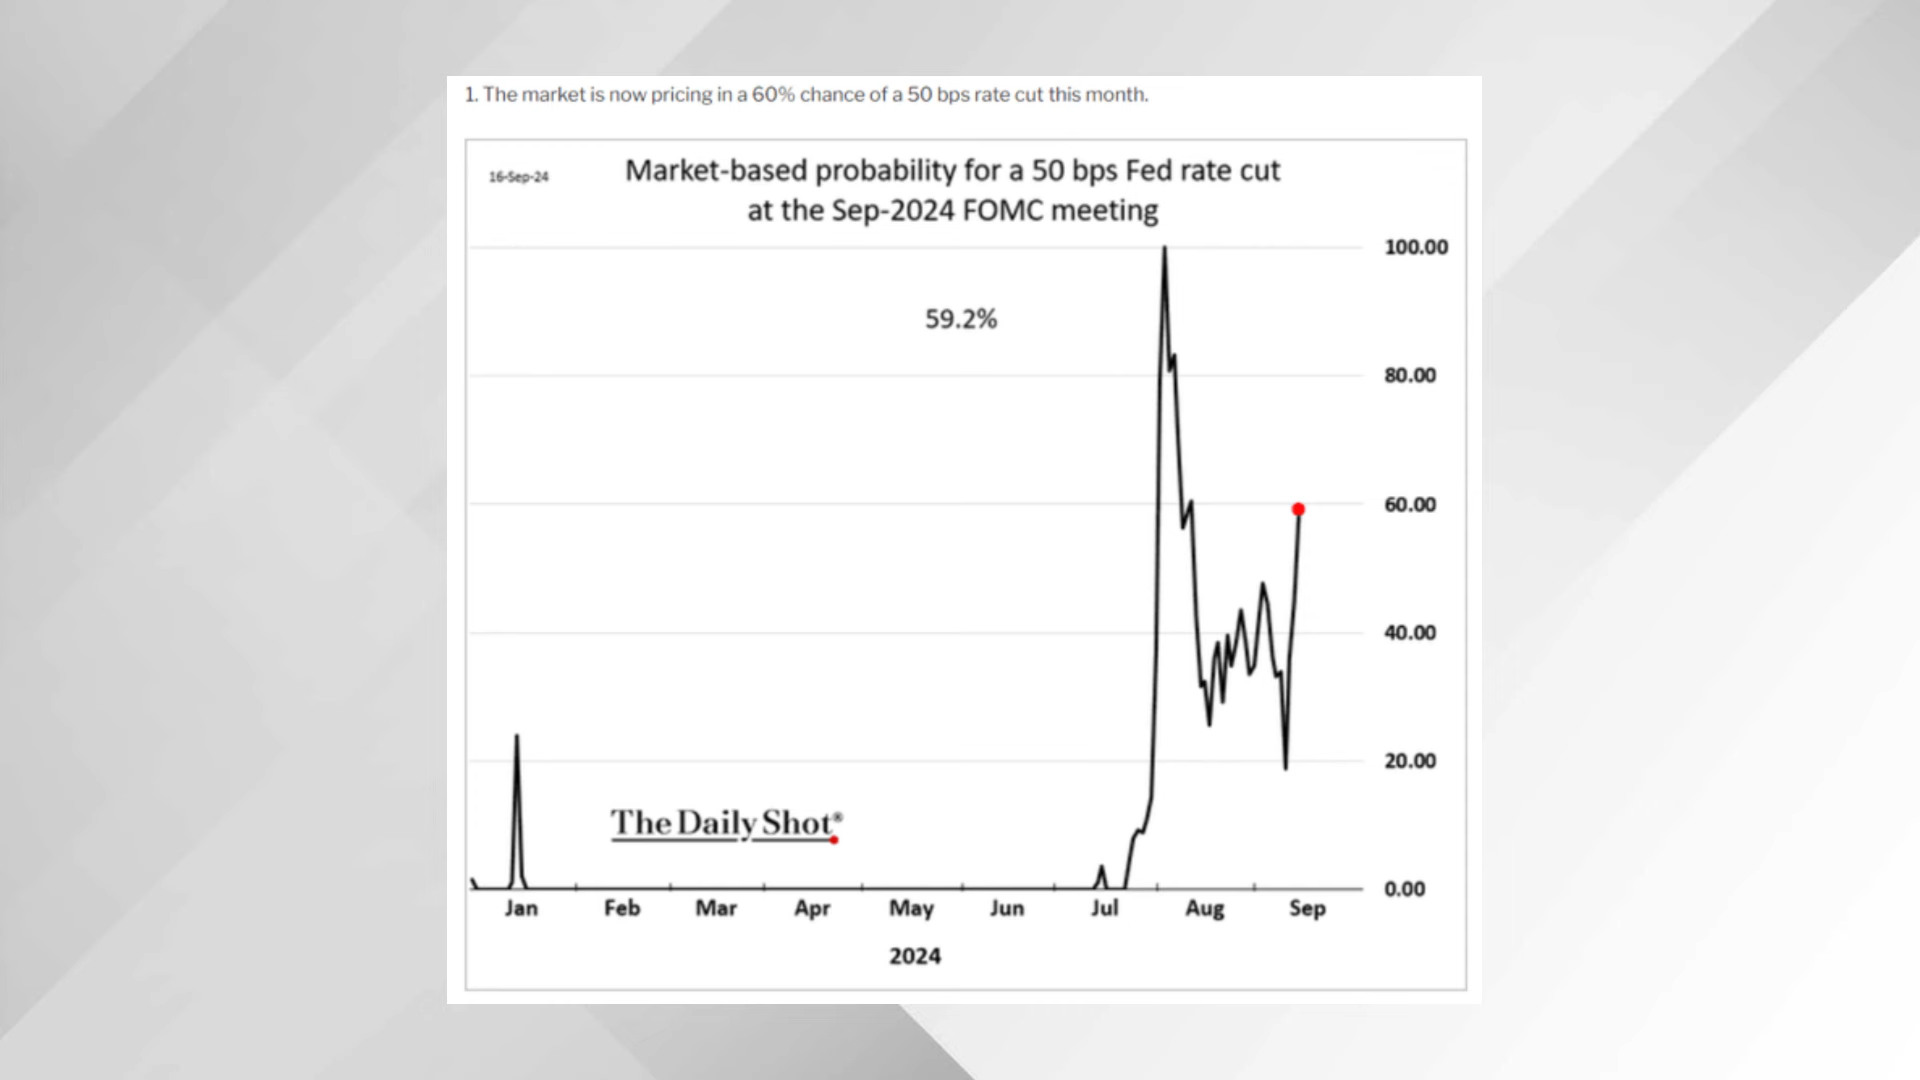 1. The market is now pricing in a 60% chance of a 50 bps rate cut this month.
16-Sep-24
Market-based probability for a 50 bps Fed rate cut
at the Sep-2024 FOMC meeting
100.00
59.2%
80.00
60.00
40.00
20.00
The Daily Shot®
0.00
Jan Feb Mar Apr May Jun Jul Aug Sep
2024